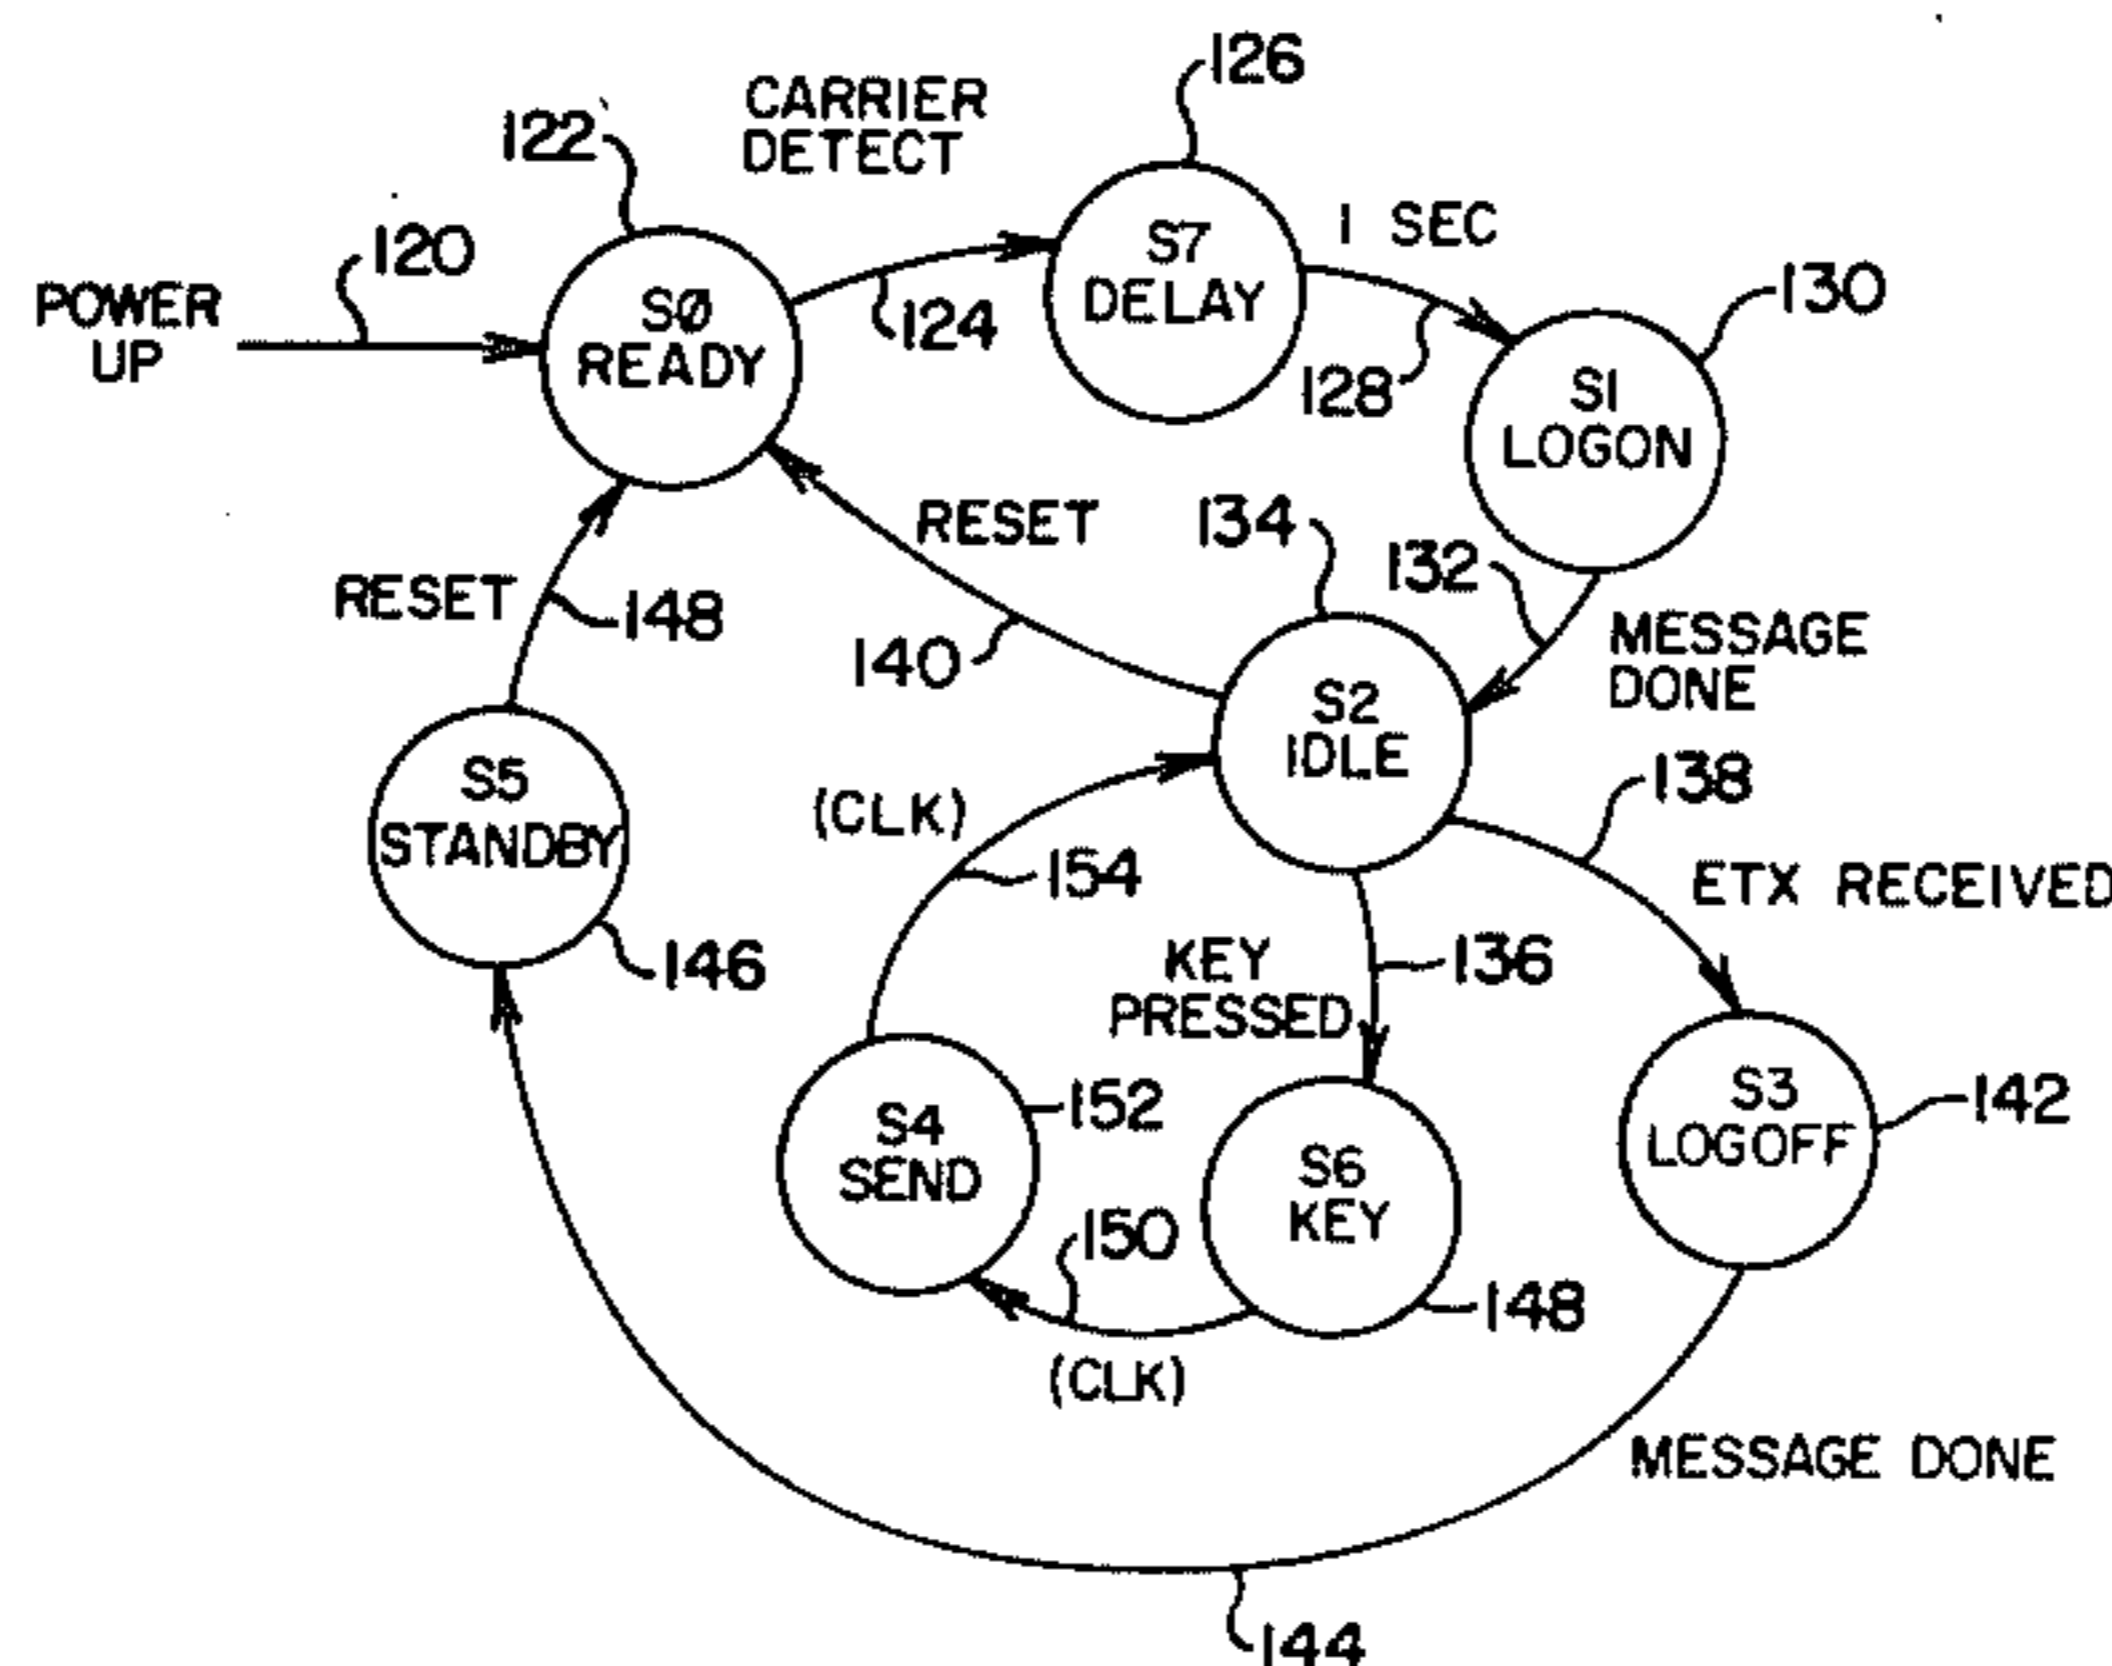 126
CARRIER
DETECT
122
1 SEC
120
S7
DELAY
POWER
UP
S0
READY
124
130
128
S1
LOGON
RESET
134
132
RESET
148
140
MESSAGE
DONE
S2
IDLE
138
S5
STANDBY
(CLK)
154
ETX RECEIVED
146
KEY
PRESSED
136
S4
SEND
152
S3
LOGOFF
142
S6
KEY
150
148
(CLK)
MESSAGE DONE
144